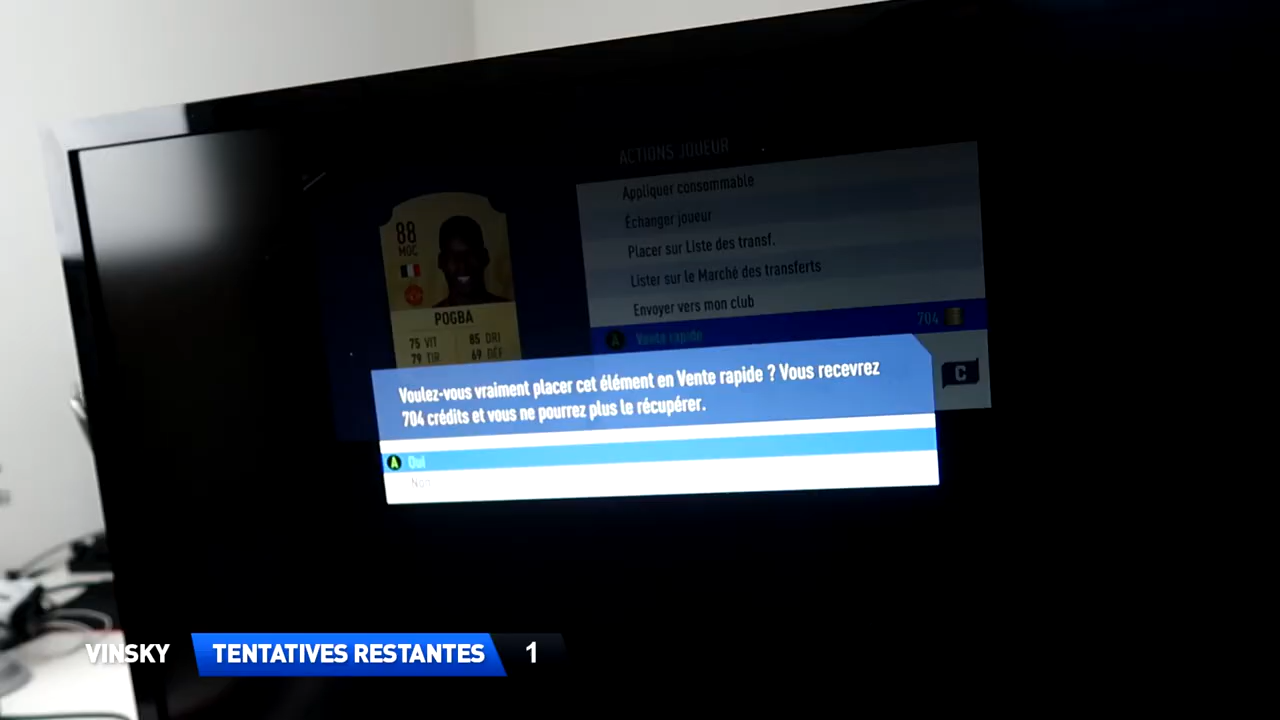 ACTIONS JOUEUR
Appliquer consommable
Échanger joueur
Placer sur Liste des transf.
Lister sur le Marché des transferts
Envoyer vers mon club
A Vente rapide 704
C
88
MOC
POGBA
75 VIT 85 DRI
79 TIR 69 DÉF
Voulez-vous vraiment placer cet élément en Vente rapide ? Vous recevrez
704 crédits et vous ne pourrez plus le récupérer.
A Oui
Non
VINSKY TENTATIVES RESTANTES 1